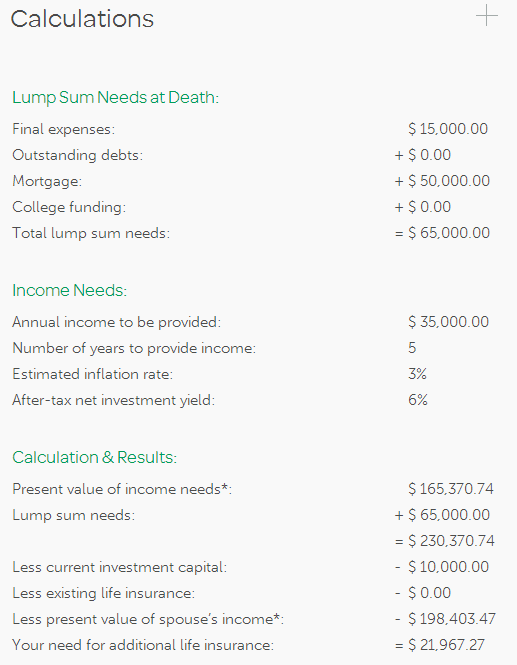 Calculations
Lump Sum Needs at Death:
Final expenses: $ 15,000.00
Outstanding debts: + $ 0.00
Mortgage: + $ 50,000.00
College funding: + $ 0.00
Total lump sum needs: = $ 65,000.00
Income Needs:
Annual income to be provided: $ 35,000.00
Number of years to provide income: 5
Estimated inflation rate: 3%
After-tax net investment yield: 6%
Calculation & Results:
Present value of income needs*: $ 165,370.74
Lump sum needs: + $ 65,000.00
= $ 230,370.74
Less current investment capital: - $ 10,000.00
Less existing life insurance: - $ 0.00
Less present value of spouse's income*: - $ 198,403.47
Your need for additional life insurance: = $ 21,967.27